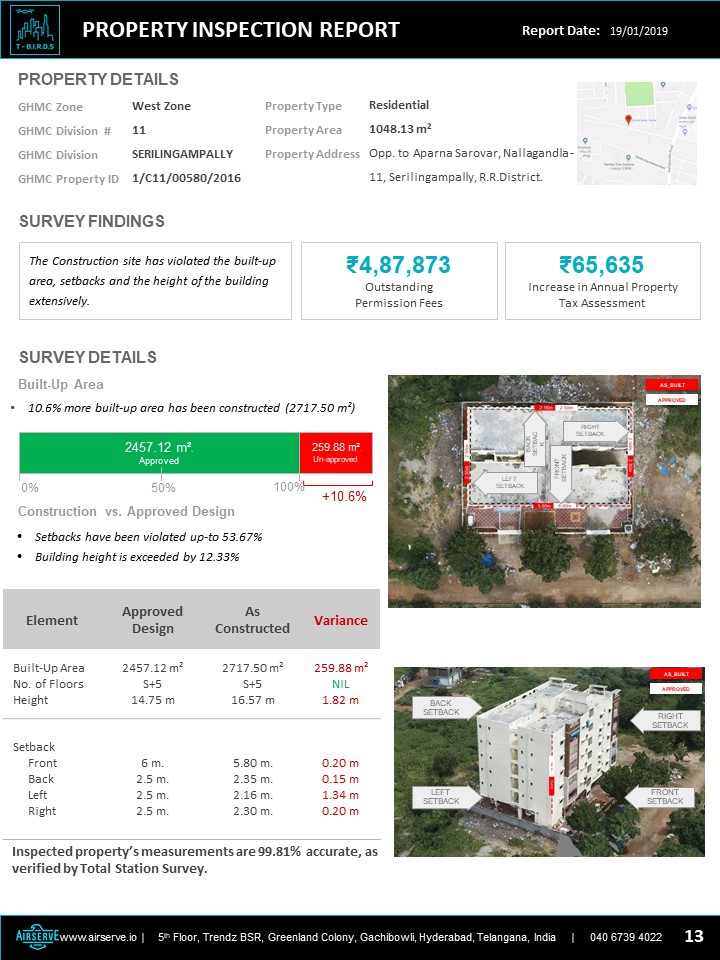 T - B.I.R.D.S
PROPERTY INSPECTION REPORT
Report Date: 19/01/2019
PROPERTY DETAILS
GHMC Zone West Zone
GHMC Division # 11
GHMC Division SERILINGAMPALLY
GHMC Property ID 1/C11/00580/2016
Property Type Residential
Property Area 1048.13 m²
Property Address Opp. to Aparna Sarovar, Nallagandla-
11, Serilingampally, R.R.District.
SURVEY FINDINGS
The Construction site has violated the built-up
area, setbacks and the height of the building
extensively.
₹4,87,873
Outstanding
Permission Fees
₹65,635
Increase in Annual Property
Tax Assessment
SURVEY DETAILS
Built-Up Area
• 10.6% more built-up area has been constructed (2717.50 m²)
2457.12 m².
Approved
259.88 m².
Un-approved
0% 50% 100%
+10.6%
Construction vs. Approved Design
• Setbacks have been violated up-to 53.67%
• Building height is exceeded by 12.33%
AS_BUILT
APPROVED
RIGHT
SETBACK
BACK
SETBAC
K
FRONT
SETBACK
LEFT
SETBACK
Element Approved Design As Constructed Variance
Built-Up Area 2457.12 m² 2717.50 m² 259.88 m²
No. of Floors S+5 S+5 NIL
Height 14.75 m 16.57 m 1.82 m
Setback
Front 6 m. 5.80 m. 0.20 m
Back 2.5 m. 2.35 m. 0.15 m
Left 2.5 m. 2.16 m. 1.34 m
Right 2.5 m. 2.30 m. 0.20 m
AS_BUILT
APPROVED
BACK
SETBACK
RIGHT
SETBACK
LEFT
SETBACK
FRONT
SETBACK
Inspected property's measurements are 99.81% accurate, as
verified by Total Station Survey.
AIRSERVE www.airserve.io | 5th Floor, Trendz BSR, Greenland Colony, Gachibowli, Hyderabad, Telangana, India | 040 6739 4022 13